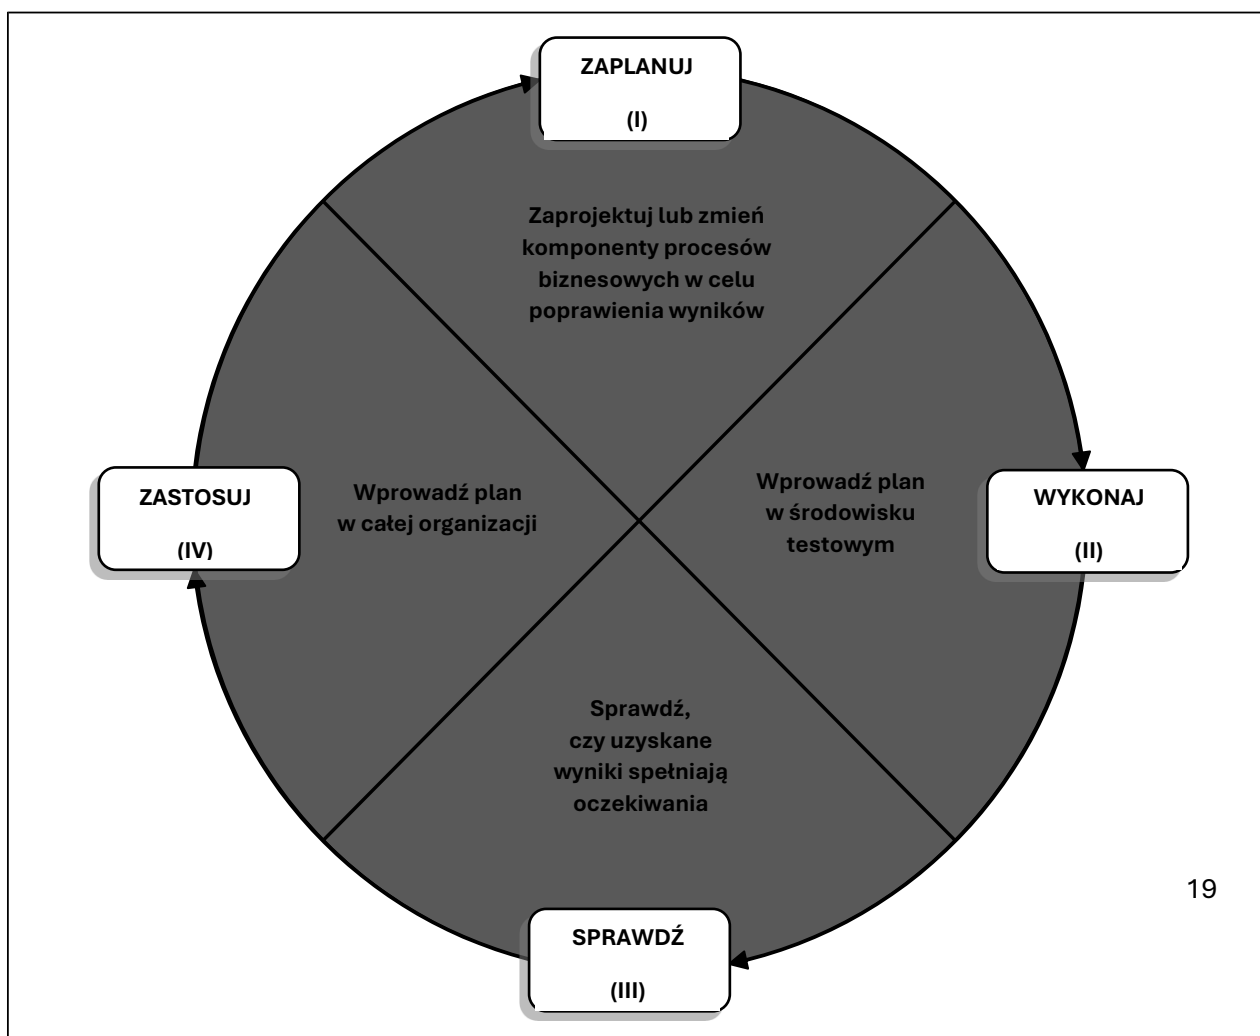 ZAPLANUJ
(I)
Zaprojektuj lub zmień
komponenty procesów
biznesowych w celu
poprawienia wyników
ZASTOSUJ
(IV)
Wprowadź plan
w całej organizacji
Wprowadź plan
w środowisku
testowym
WYKONAJ
(II)
Sprawdź,
czy uzyskane
wyniki spełniają
oczekiwania
19
SPRAWDŹ
(III)